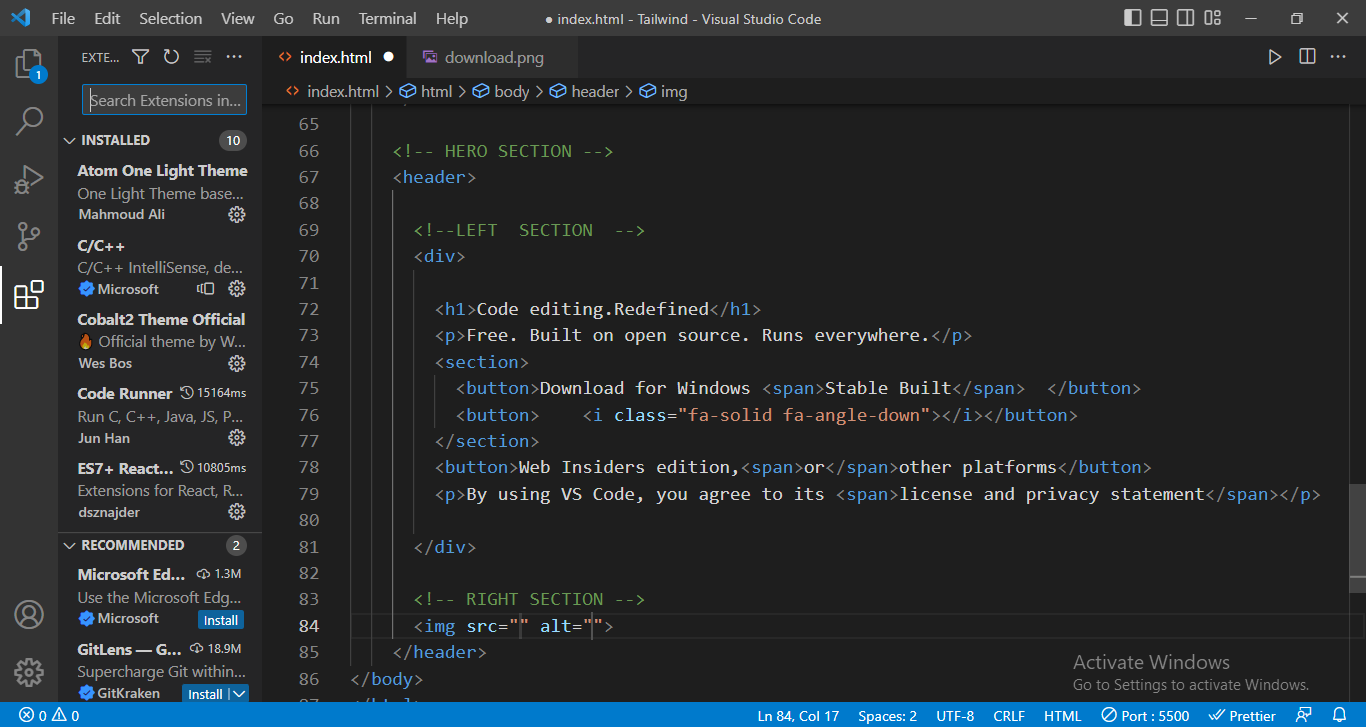 File Edit Selection View Go Run Terminal Help ● index.html - Tailwind - Visual Studio Code
EXTE... index.html ● download.png
1
Search Extensions in...
index.html > html > body > header > img
INSTALLED 10
Atom One Light Theme
One Light Theme base...
Mahmoud Ali
C/C++
C/C++ IntelliSense, de...
Microsoft
Cobalt2 Theme Official
🔥 Official theme by W...
Wes Bos
Code Runner 15164ms
Run C, C++, Java, JS, P...
Jun Han
ES7+ React... 10805ms
Extensions for React, R...
dsznajder
RECOMMENDED 2
Microsoft Ed... 1.3M
Use the Microsoft Edg...
Microsoft Install
GitLens — G... 18.9M
Supercharge Git within...
GitKraken Install
65
66 <!-- HERO SECTION -->
67 <header>
68
69 <!--LEFT  SECTION  -->
70 <div>
71
72 <h1>Code editing.Redefined</h1>
73 <p>Free. Built on open source. Runs everywhere.</p>
74 <section>
75 <button>Download for Windows <span>Stable Built</span>  </button>
76 <button>    <i class="fa-solid fa-angle-down"></i></button>
77 </section>
78 <button>Web Insiders edition,<span>or</span>other platforms</button>
79 <p>By using VS Code, you agree to its <span>license and privacy statement</span></p>
80
81 </div>
82
83 <!-- RIGHT SECTION -->
84 <img src="" alt="">
85 </header>
86 </body>
Activate Windows
Go to Settings to activate Windows.
0 0 Ln 84, Col 17 Spaces: 2 UTF-8 CRLF HTML Port : 5500 Prettier